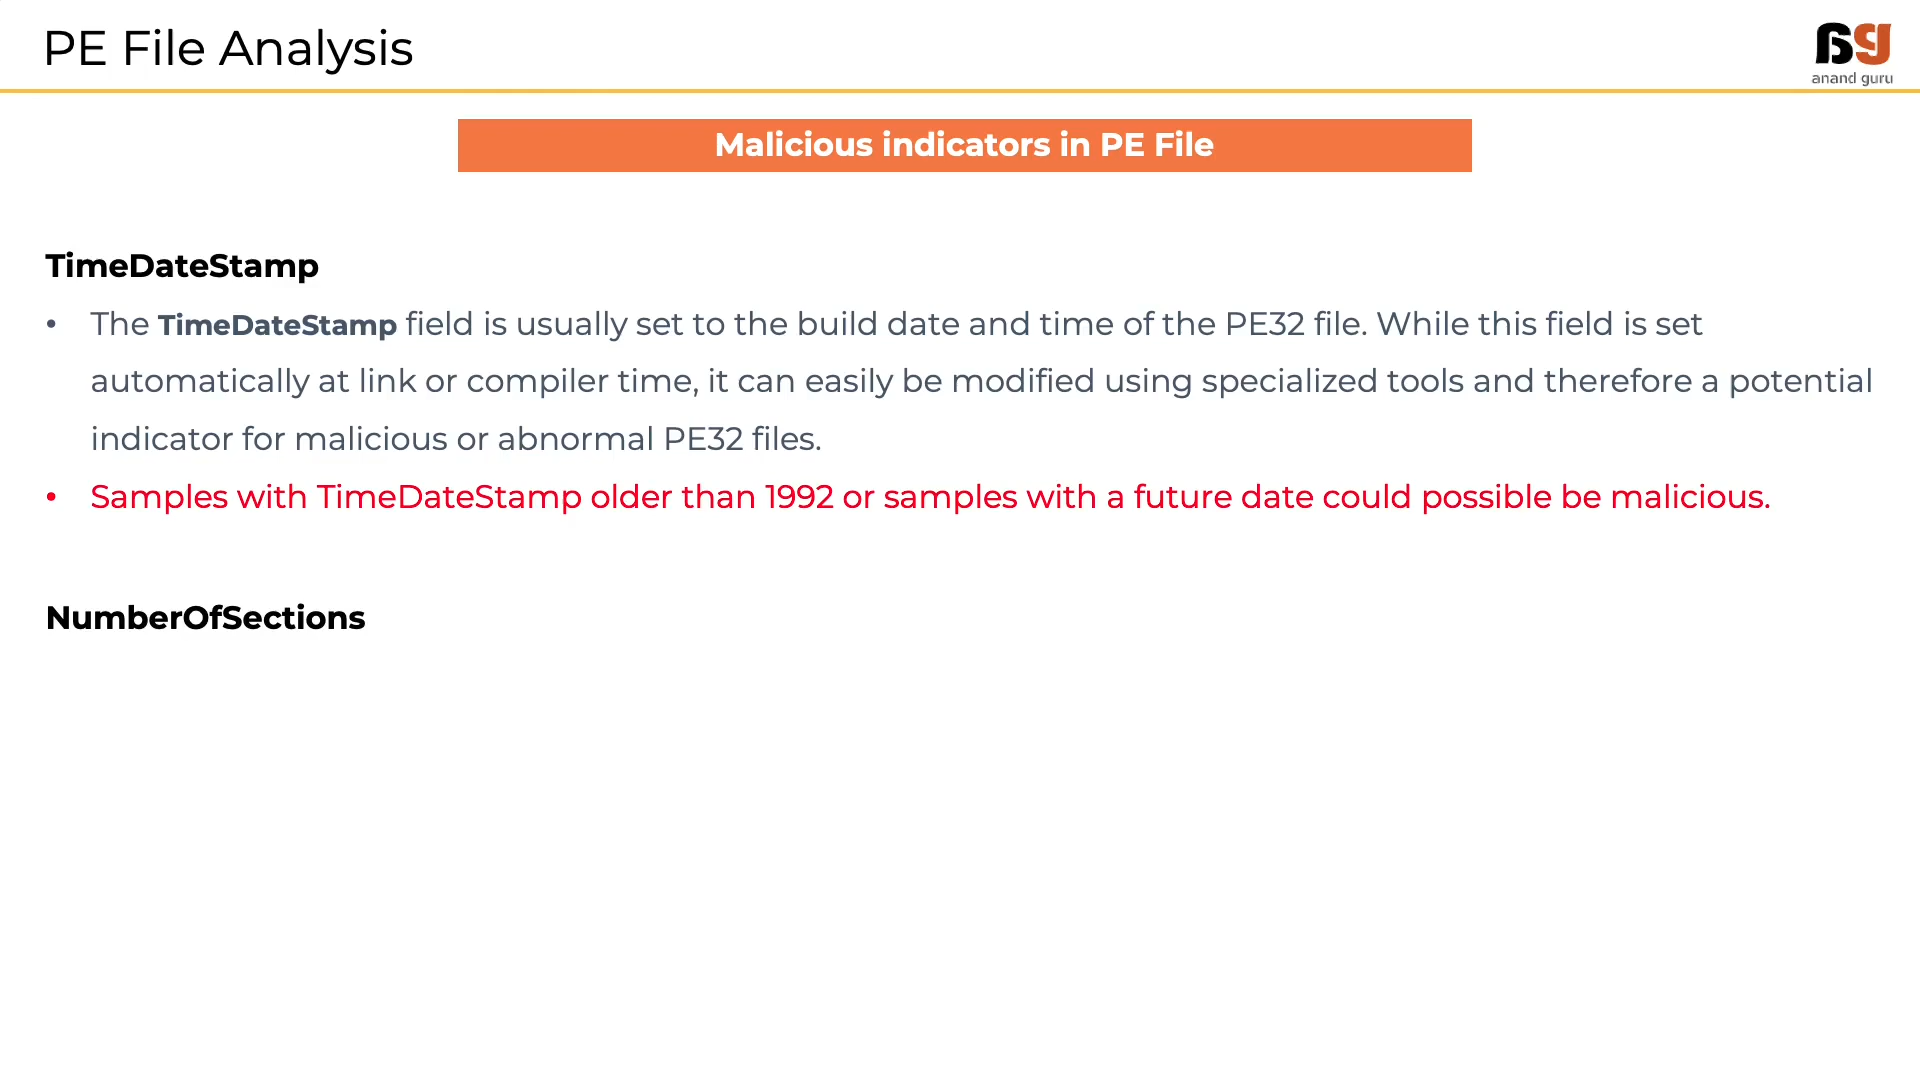 PE File Analysis
anand guru
Malicious indicators in PE File
TimeDateStamp
• The TimeDateStamp field is usually set to the build date and time of the PE32 file. While this field is set
automatically at link or compiler time, it can easily be modified using specialized tools and therefore a potential
indicator for malicious or abnormal PE32 files.
• Samples with TimeDateStamp older than 1992 or samples with a future date could possible be malicious.
NumberOfSections